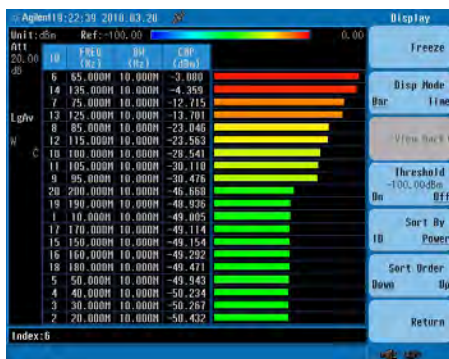 Agilent 19:22:39 2018.03.20 Display
Unit:dBm Ref:-100.00 0.00
Att
20.00
dB
LgAv
W
C
ID FREQ (Hz) BW (Hz) CHP (dBm)
6 65.000M 10.000M -3.880
14 135.000M 10.000M -4.359
7 75.000M 10.000M -12.715
13 125.000M 10.000M -13.701
8 85.000M 10.000M -23.046
12 115.000M 10.000M -23.563
10 100.000M 10.000M -28.541
11 105.000M 10.000M -30.110
9 95.000M 10.000M -30.476
20 200.000M 10.000M -46.668
19 190.000M 10.000M -48.936
1 10.000M 10.000M -49.005
17 170.000M 10.000M -49.114
15 150.000M 10.000M -49.154
16 160.000M 10.000M -49.292
18 180.000M 10.000M -49.471
5 50.000M 10.000M -49.943
4 40.000M 10.000M -50.234
3 30.000M 10.000M -50.267
2 20.000M 10.000M -50.432
Index:6
Freeze
Disp Mode
Bar Time
View
Threshold
-100.00dBm
On Off
Sort By
ID Power
Sort Order
Down Up
Return